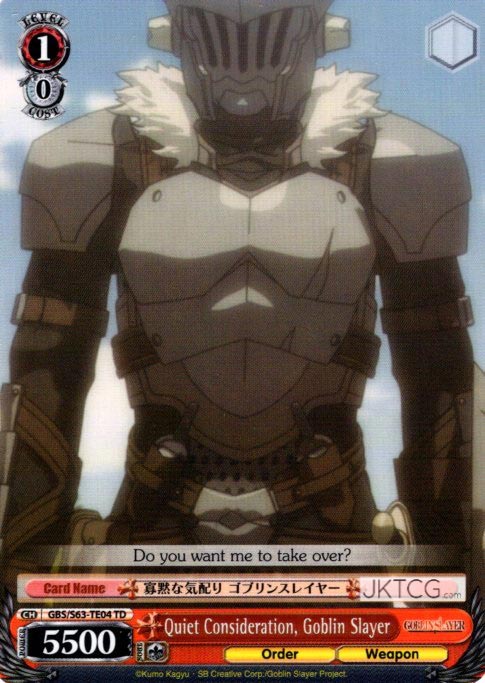 LEVEL
1
0
COST
Do you want me to take over?
Card Name
寡黙な気配り ゴブリンスレイヤー
JKTCG.com
CH
GBS/S63-TE04 TD
Quiet Consideration, Goblin Slayer
GOBLIN SLAYER
POWER
5500
SOUL
Order
Weapon
©Kumo Kagyu・SB Creative Corp./Goblin Slayer Project.